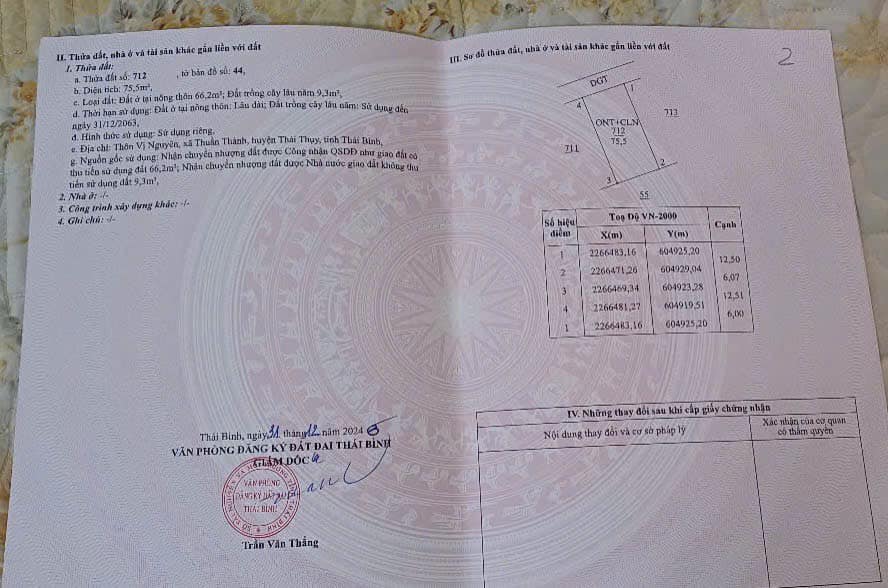 II. Thửa đất, nhà ở và tài sản khác gắn liền với đất
1. Thửa đất:
a. Thửa đất số: 712 , tờ bản đồ số: 44,
b. Diện tích: 75,5m²,
c. Loại đất: Đất ở tại nông thôn 66,2m²; Đất trồng cây lâu năm 9,3m²,
d. Thời hạn sử dụng: Đất ở tại nông thôn: Lâu dài; Đất trồng cây lâu năm: Sử dụng đến
ngày 31/12/2063,
đ. Hình thức sử dụng: Sử dụng riêng,
e. Địa chỉ: Thôn Vị Nguyên, xã Thuần Thành, huyện Thái Thụy, tỉnh Thái Bình,
g. Nguồn gốc sử dụng: Nhận chuyển nhượng đất được Công nhận QSDĐ như giao đất có
thu tiền sử dụng đất 66,2m²; Nhận chuyển nhượng đất được Nhà nước giao đất không thu
tiền sử dụng đất 9,3m²,
2. Nhà ở: -/-
3. Công trình xây dựng khác: -/-
4. Ghi chú: -/-
Thái Bình, ngày 31 tháng 12 năm 2024
VĂN PHÒNG ĐĂNG KÝ ĐẤT ĐAI THÁI BÌNH
GIÁM ĐỐC
VĂN PHÒNG
ĐĂNG KÝ ĐẤT
THÁI BÌNH
Trần Văn Thắng
III. Sơ đồ thửa đất, nhà ở và tài sản khác gắn liền với đất
2
DGT
4
1
713
ONT+CLN
712
75,5
711
2
3
55
Số hiệu
điểm
Toạ Độ VN-2000
Cạnh
X(m) Y(m)
1 2266483,16 604925,20
12,50
2 2266471,26 604929,04
6,07
3 2266469,34 604923,28
12,51
4 2266481,27 604919,51
6,00
1 2266483,16 604925,20
IV. Những thay đổi sau khi cấp giấy chứng nhận
Nội dung thay đổi và cơ sở pháp lý
Xác nhận của cơ quan
có thẩm quyền